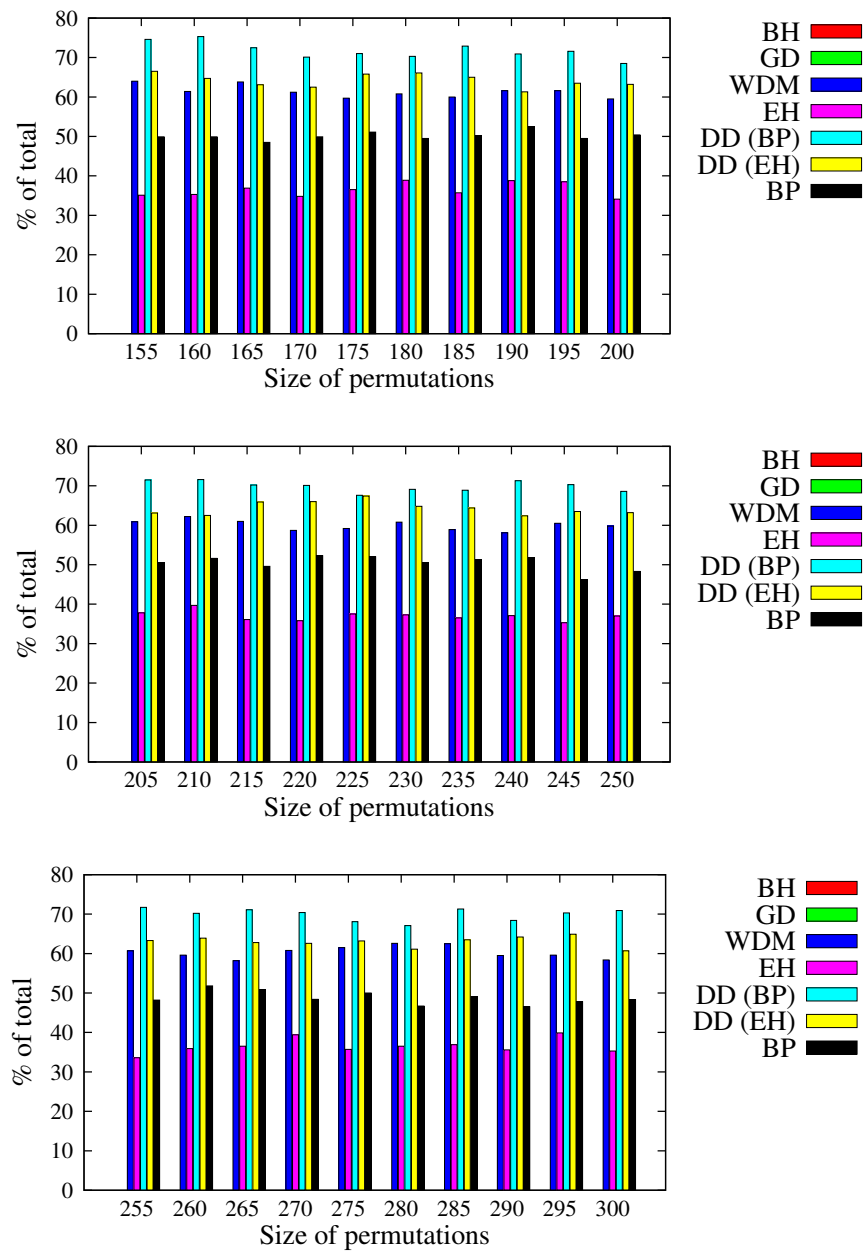 80
70
60
50
40
30
20
10
0
% of total
155 160 165 170 175 180 185 190 195 200
Size of permutations
BH
GD
WDM
EH
DD (BP)
DD (EH)
BP
80
70
60
50
40
30
20
10
0
% of total
205 210 215 220 225 230 235 240 245 250
Size of permutations
BH
GD
WDM
EH
DD (BP)
DD (EH)
BP
80
70
60
50
40
30
20
10
0
% of total
255 260 265 270 275 280 285 290 295 300
Size of permutations
BH
GD
WDM
EH
DD (BP)
DD (EH)
BP